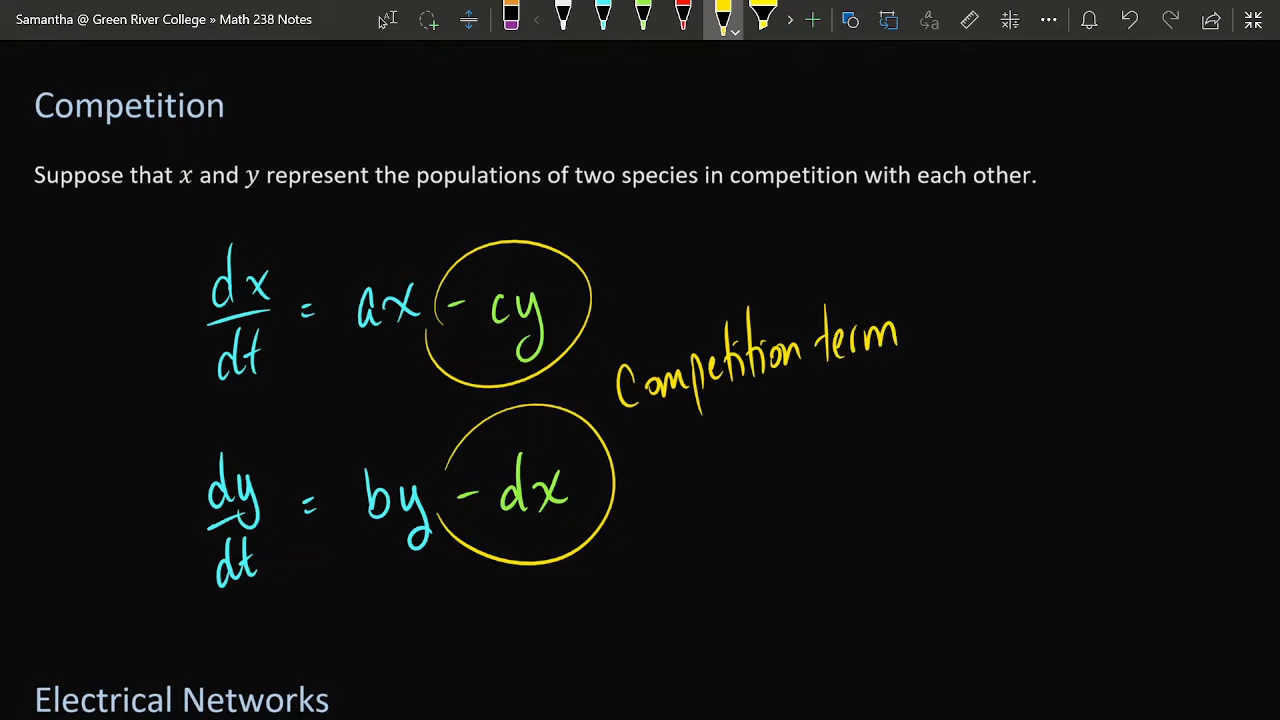 Samantha @ Green River College » Math 238 Notes
Competition
Suppose that x and y represent the populations of two species in competition with each other.
dx/dt = ax - cy
Competition term
dy/dt = by - dx
Electrical Networks